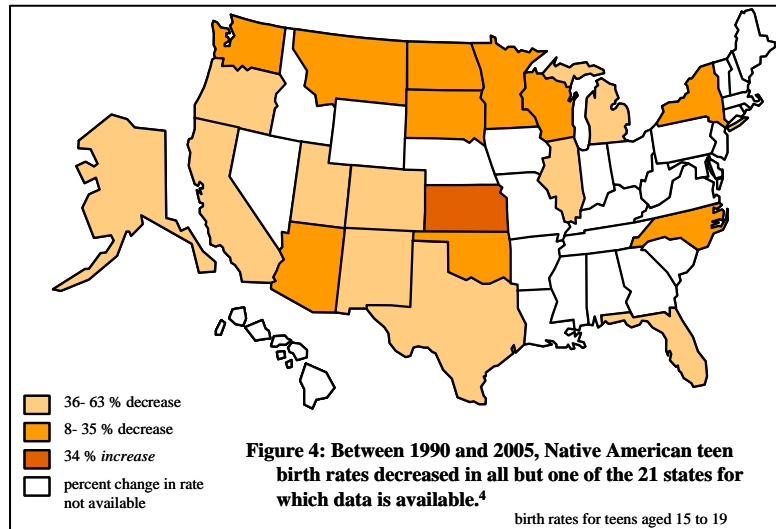 36- 63 % decrease
8- 35 % decrease
34 % increase
percent change in rate
not available
Figure 4: Between 1990 and 2005, Native American teen
birth rates decreased in all but one of the 21 states for
which data is available.4
birth rates for teens aged 15 to 19